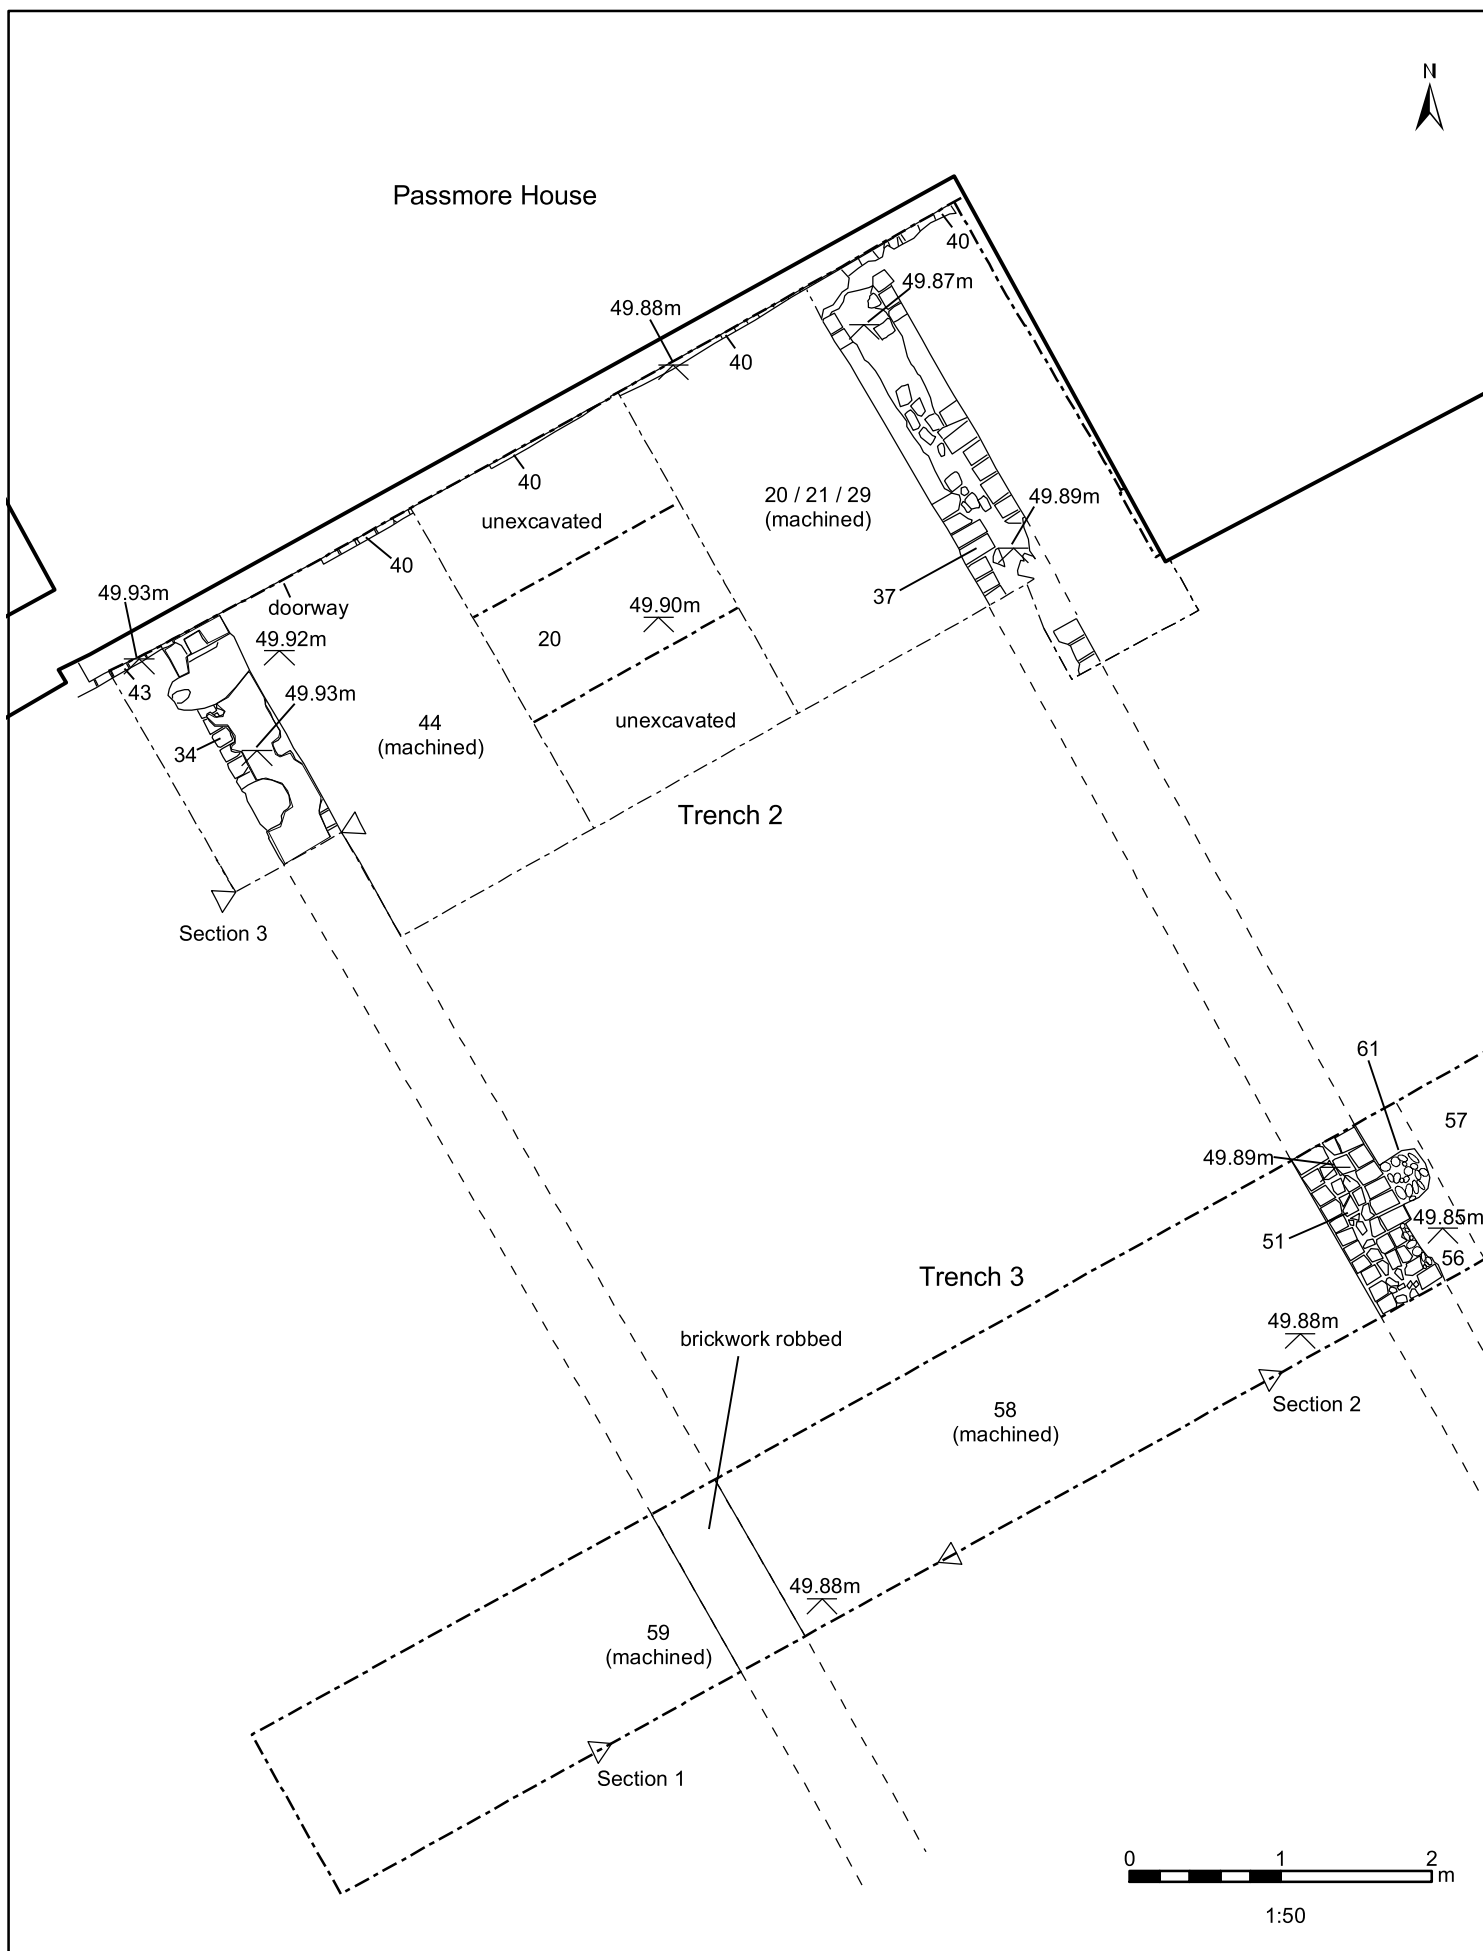 N
Passmore House
40
49.87m
49.88m
40
40
20 / 21 / 29
(machined)
49.89m
unexcavated
40
49.93m
doorway
37
49.92m
20
49.90m
43
49.93m
44
(machined)
unexcavated
34
Trench 2
Section 3
61
57
49.89m
51
49.85m
56
Trench 3
49.88m
brickwork robbed
Section 2
58
(machined)
49.88m
59
(machined)
Section 1
0 1 2
m
1:50